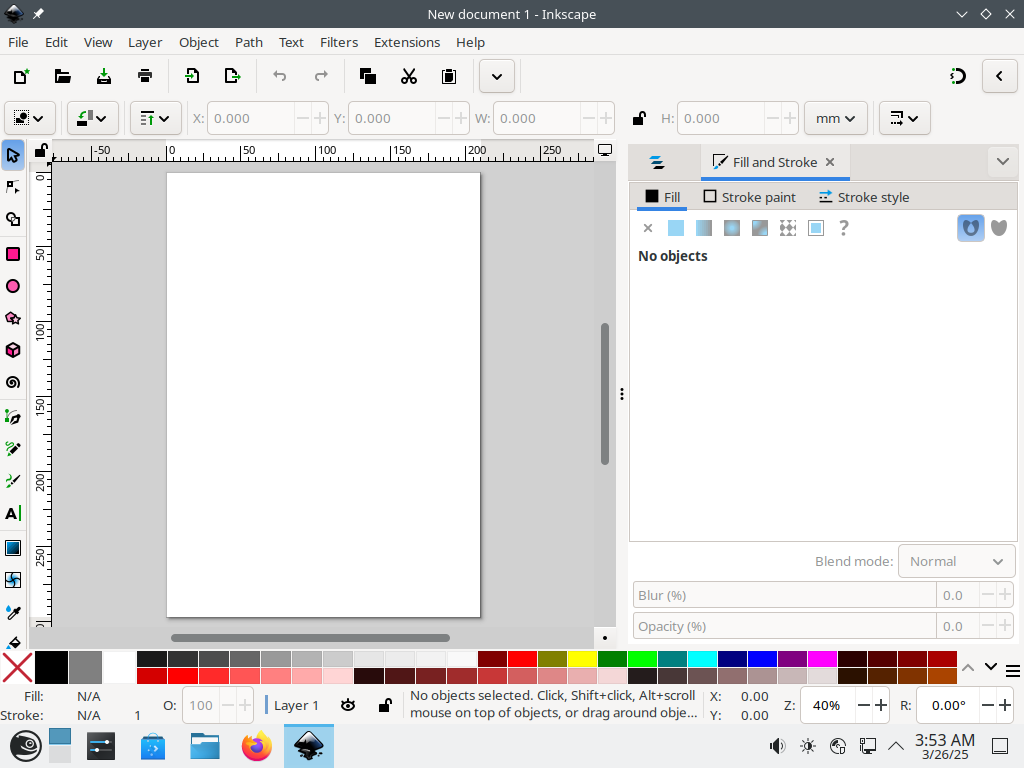 New document 1 - Inkscape
File Edit View Layer Object Path Text Filters Extensions Help
X: 0.000 Y: 0.000 W: 0.000 H: 0.000 mm
-50 0 50 100 150 200 250
Fill and Stroke
Fill Stroke paint Stroke style
?
No objects
0
50
100
150
200
250
A
Blend mode: Normal
Blur (%) 0.0
Opacity (%) 0.0
Fill: N/A
Stroke: N/A 1
O: 100
Layer 1
No objects selected. Click, Shift+click, Alt+scroll
mouse on top of objects, or drag around obje...
X: 0.00
Y: 0.00
Z: 40%
R: 0.00°
3:53 AM
3/26/25